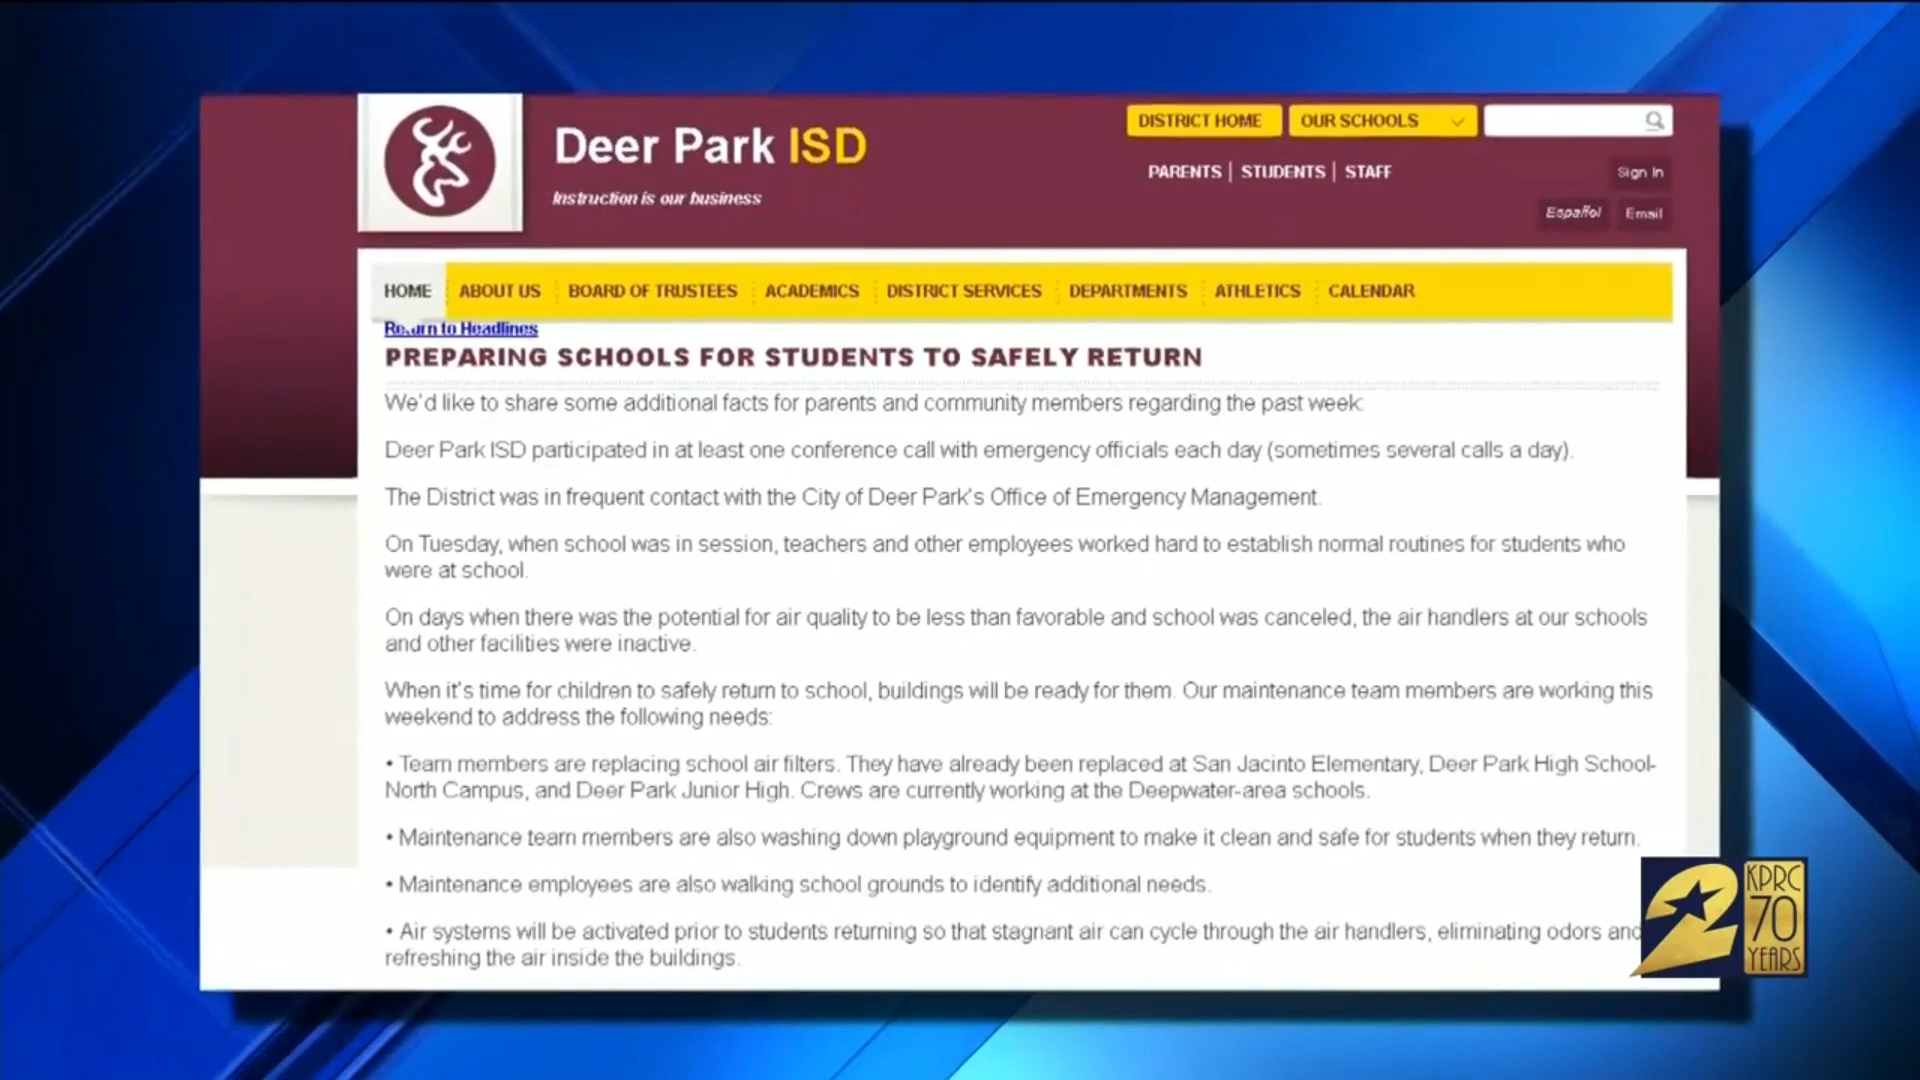 Deer Park ISD
Instruction is our business
DISTRICT HOME
OUR SCHOOLS
PARENTS | STUDENTS | STAFF
Sign In
Español
Email
HOME
ABOUT US
BOARD OF TRUSTEES
ACADEMICS
DISTRICT SERVICES
DEPARTMENTS
ATHLETICS
CALENDAR
Return to Headlines
PREPARING SCHOOLS FOR STUDENTS TO SAFELY RETURN
We'd like to share some additional facts for parents and community members regarding the past week:
Deer Park ISD participated in at least one conference call with emergency officials each day (sometimes several calls a day).
The District was in frequent contact with the City of Deer Park's Office of Emergency Management.
On Tuesday, when school was in session, teachers and other employees worked hard to establish normal routines for students who
were at school.
On days when there was the potential for air quality to be less than favorable and school was canceled, the air handlers at our schools
and other facilities were inactive.
When it's time for children to safely return to school, buildings will be ready for them. Our maintenance team members are working this
weekend to address the following needs:
• Team members are replacing school air filters. They have already been replaced at San Jacinto Elementary, Deer Park High School-
North Campus, and Deer Park Junior High. Crews are currently working at the Deepwater-area schools.
• Maintenance team members are also washing down playground equipment to make it clean and safe for students when they return.
• Maintenance employees are also walking school grounds to identify additional needs.
• Air systems will be activated prior to students returning so that stagnant air can cycle through the air handlers, eliminating odors and
refreshing the air inside the buildings.
2
KPRC
70
YEARS